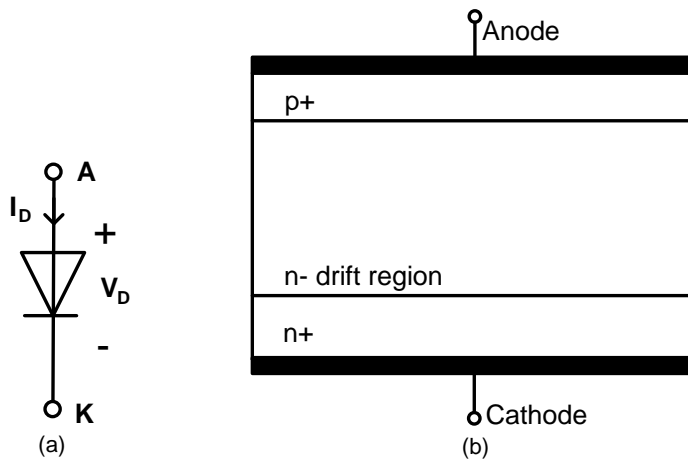 A
I_D
+
V_D
-
K
(a)
Anode
p+
n- drift region
n+
Cathode
(b)